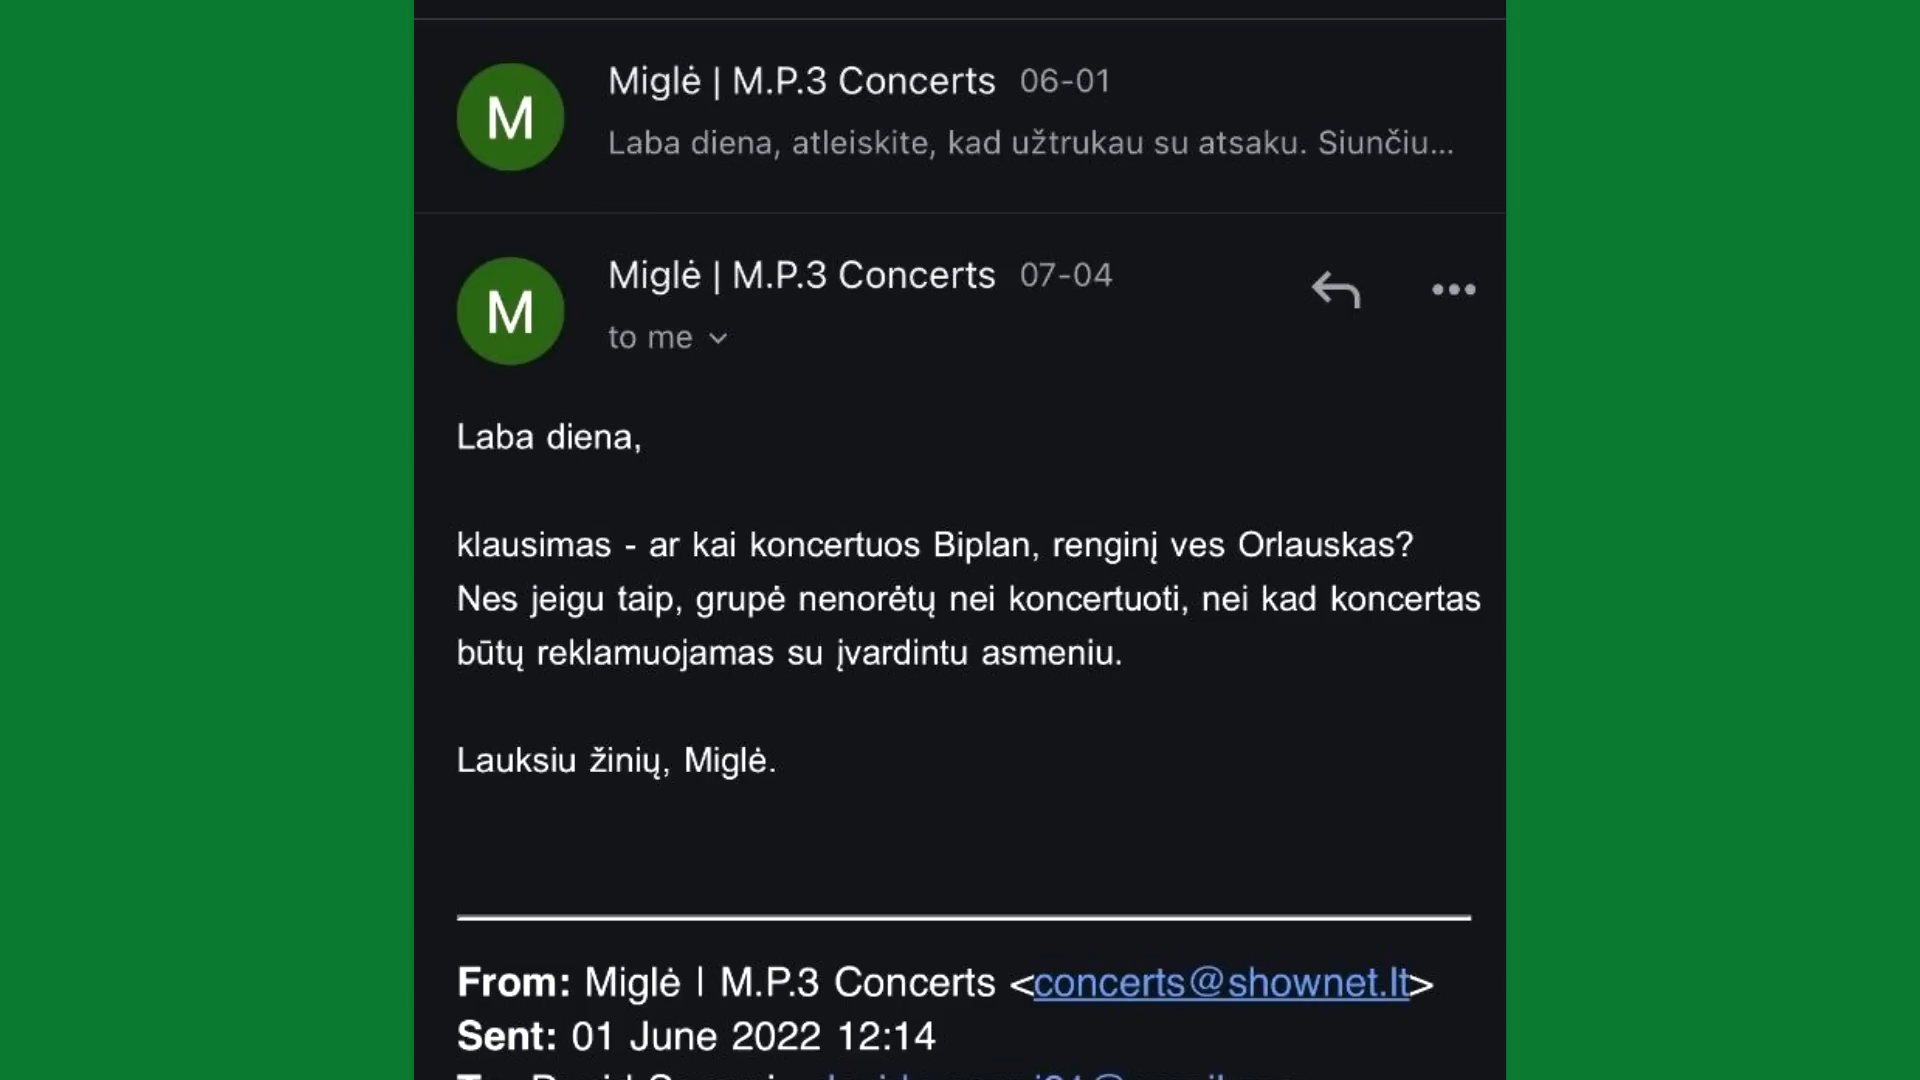 M
Miglė | M.P.3 Concerts 06-01
Laba diena, atleiskite, kad užtrukau su atsaku. Siunčiu...
M
Miglė | M.P.3 Concerts 07-04
to me
Laba diena,
klausimas - ar kai koncertuos Biplan, renginį ves Orlauskas?
Nes jeigu taip, grupė nenorėtų nei koncertuoti, nei kad koncertas
būtų reklamuojamas su įvardintu asmeniu.
Lauksiu žinių, Miglė.
From: Miglė | M.P.3 Concerts <concerts@shownet.lt>
Sent: 01 June 2022 12:14